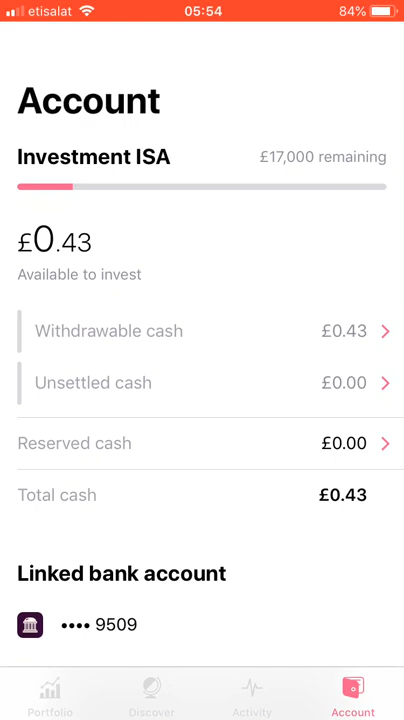 etisalat 05:54 84%
Account
Investment ISA £17,000 remaining
£0.43
Available to invest
Withdrawable cash £0.43
Unsettled cash £0.00
Reserved cash £0.00
Total cash £0.43
Linked bank account
•••• 9509
Portfolio Discover Activity Account